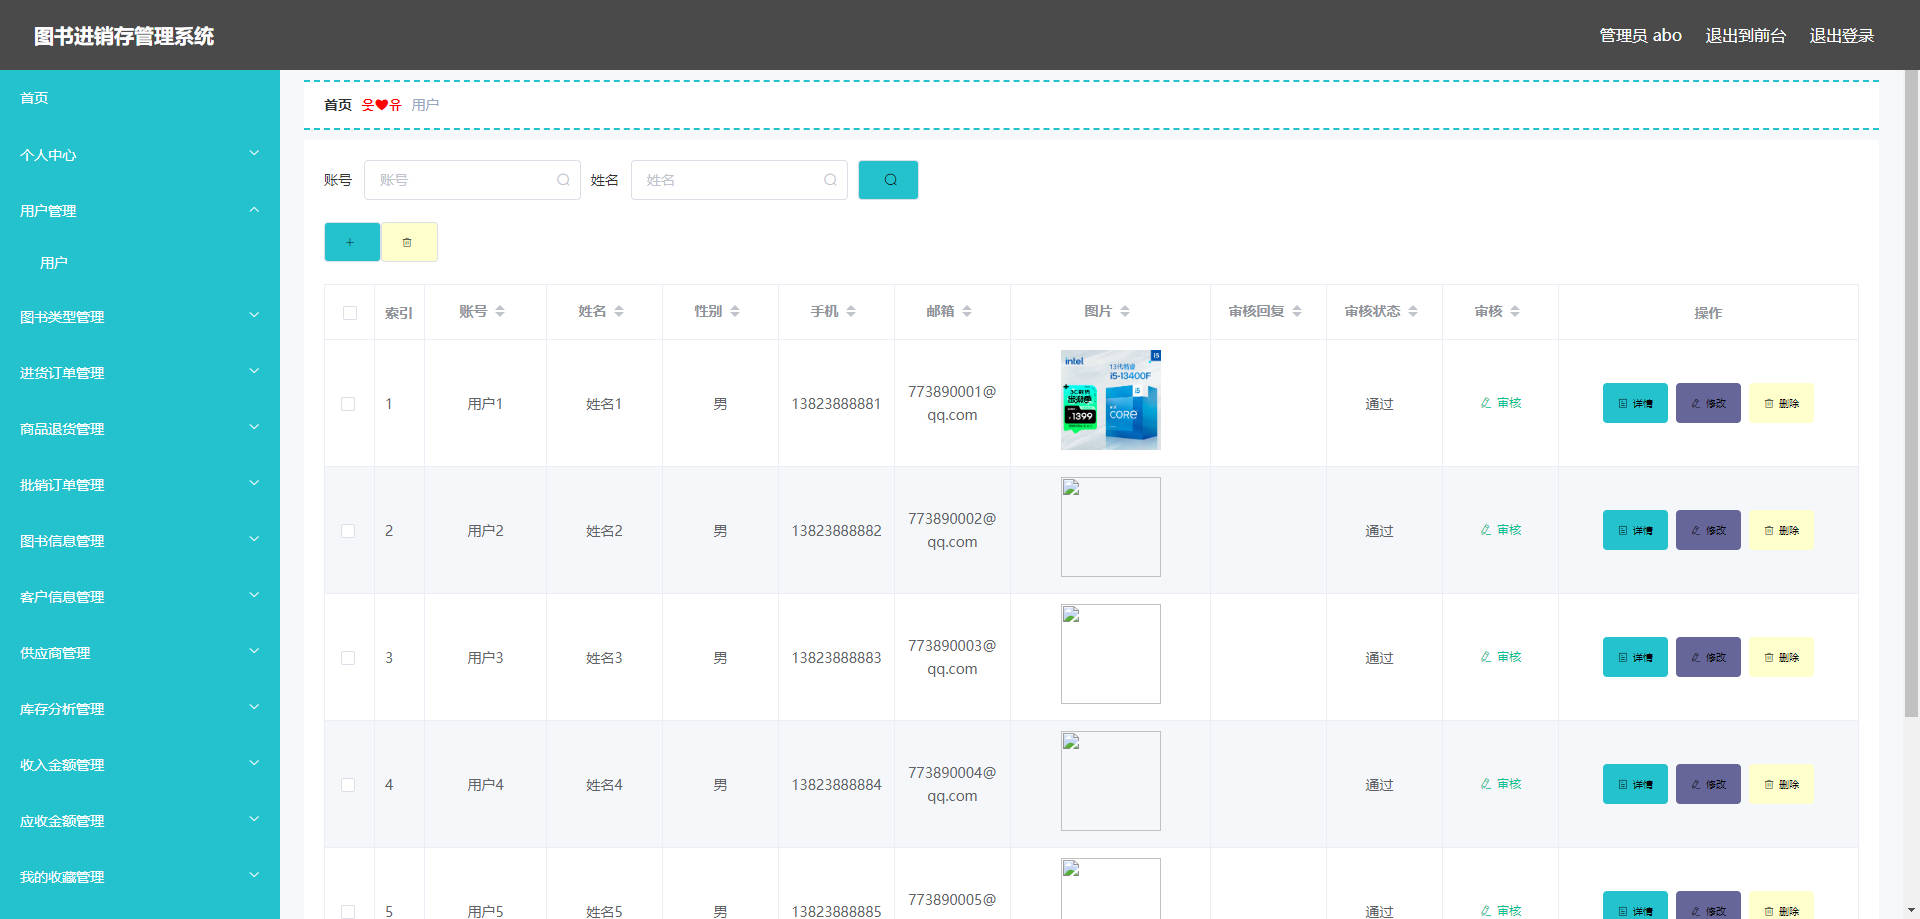 图书进销存管理系统
管理员 abo 退出到前台 退出登录
首页
个人中心
用户管理
用户
图书类型管理
进货订单管理
商品退货管理
批销订单管理
图书信息管理
客户信息管理
供应商管理
库存分析管理
收入金额管理
应收金额管理
我的收藏管理
首页 웃❤유 用户
账号 账号 姓名 姓名
索引 账号 姓名 性别 手机 邮箱 图片 审核回复 审核状态 审核 操作
intel i5
13代酷睿
i5-13400F
i5
1399
CORE
1 用户1 姓名1 男 13823888881 773890001@
qq.com 通过 审核 详情 修改 删除
2 用户2 姓名2 男 13823888882 773890002@
qq.com 通过 审核 详情 修改 删除
3 用户3 姓名3 男 13823888883 773890003@
qq.com 通过 审核 详情 修改 删除
4 用户4 姓名4 男 13823888884 773890004@
qq.com 通过 审核 详情 修改 删除
5 用户5 姓名5 男 13823888885 773890005@
通过 审核 详情 修改 删除